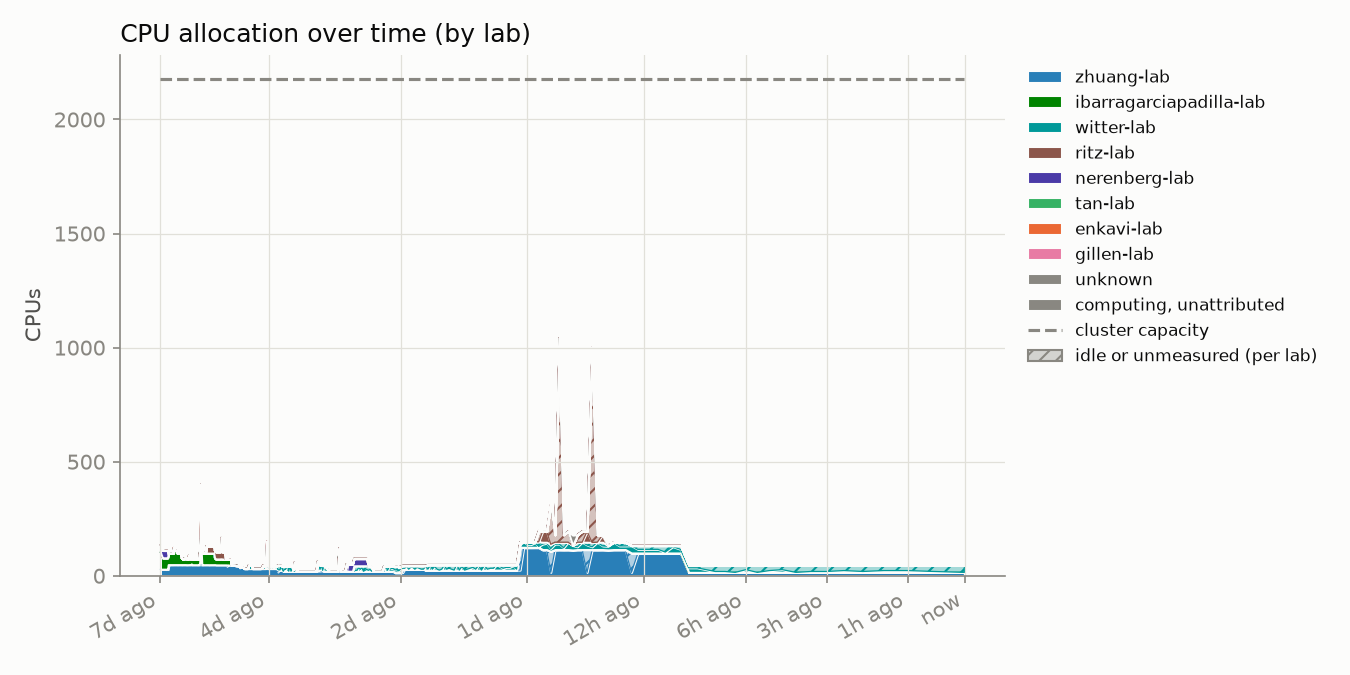 CPU allocation over time (by lab)
CPUs
2000
1500
1000
500
0
7d ago
4d ago
2d ago
1d ago
12h ago
6h ago
3h ago
1h ago
now
zhuang-lab
ibarragarciapadilla-lab
witter-lab
ritz-lab
nerenberg-lab
tan-lab
enkavi-lab
gillen-lab
unknown
computing, unattributed
cluster capacity
idle or unmeasured (per lab)